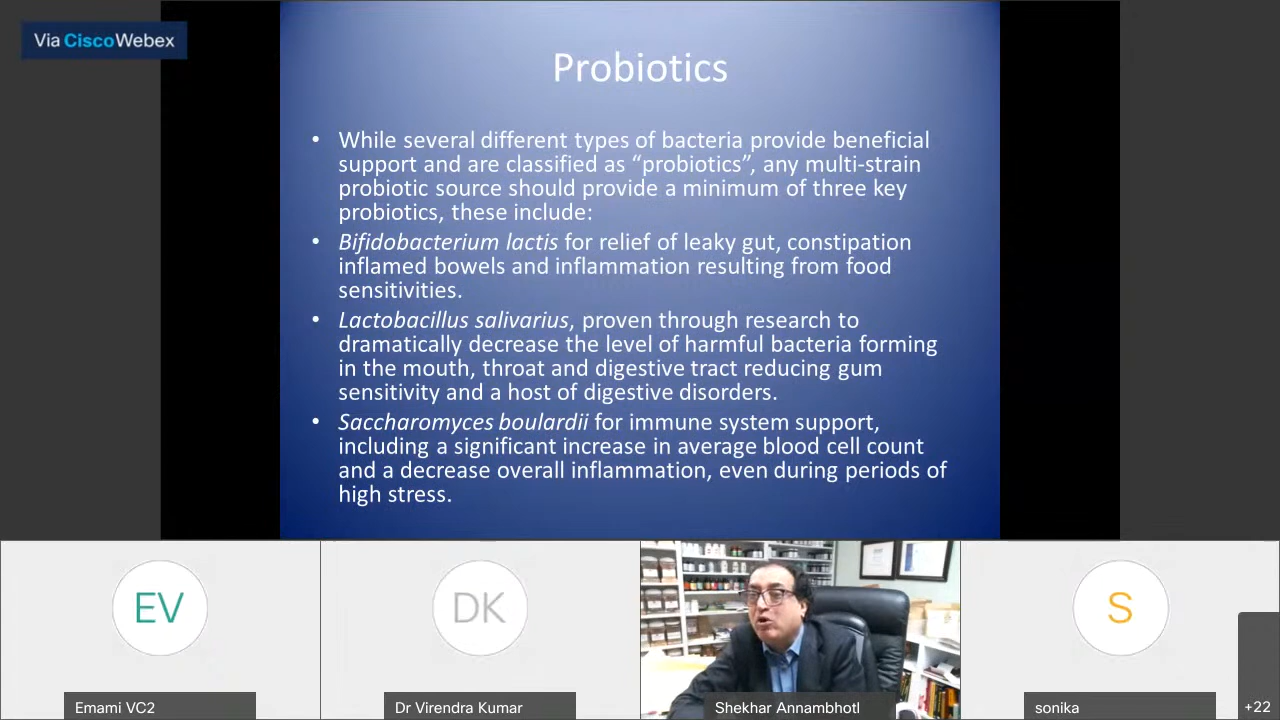 Via CiscoWebex
Probiotics
• While several different types of bacteria provide beneficial
support and are classified as “probiotics”, any multi-strain
probiotic source should provide a minimum of three key
probiotics, these include:
• Bifidobacterium lactis for relief of leaky gut, constipation
inflamed bowels and inflammation resulting from food
sensitivities.
• Lactobacillus salivarius, proven through research to
dramatically decrease the level of harmful bacteria forming
in the mouth, throat and digestive tract reducing gum
sensitivity and a host of digestive disorders.
• Saccharomyces boulardii for immune system support,
including a significant increase in average blood cell count
and a decrease overall inflammation, even during periods of
high stress.
EV
DK
S
Emami VC2
Dr Virendra Kumar
Shekhar Annambhotl
sonika
+22